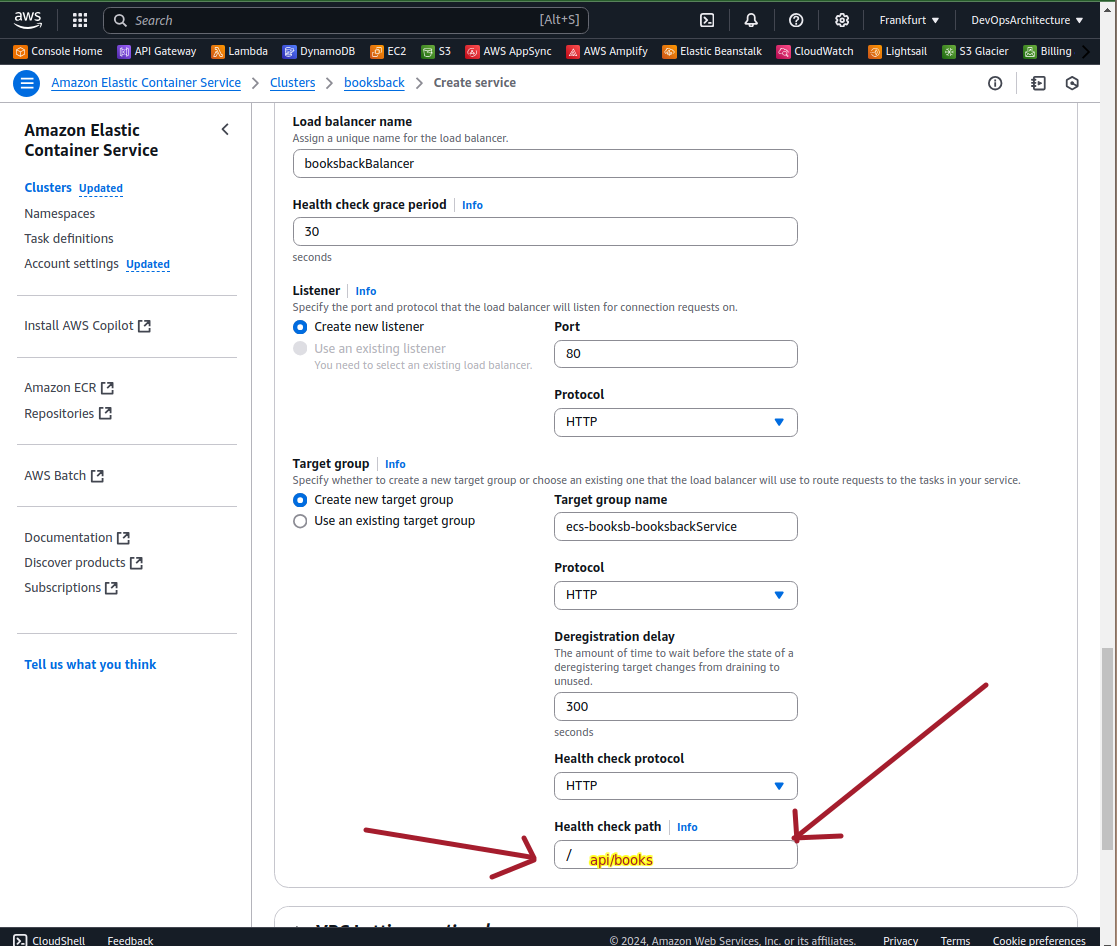 aws Search [Alt+S] Frankfurt DevOpsArchitecture
Console Home API Gateway Lambda DynamoDB EC2 S3 AWS AppSync AWS Amplify Elastic Beanstalk CloudWatch Lightsail S3 Glacier Billing
Amazon Elastic Container Service Clusters booksback Create service
Amazon Elastic
Container Service
Clusters Updated
Namespaces
Task definitions
Account settings Updated
Install AWS Copilot
Amazon ECR
Repositories
AWS Batch
Documentation
Discover products
Subscriptions
Tell us what you think
Load balancer name
Assign a unique name for the load balancer.
booksbackBalancer
Health check grace period Info
30
seconds
Listener Info
Specify the port and protocol that the load balancer will listen for connection requests on.
Create new listener
Use an existing listener
You need to select an existing load balancer.
Port
80
Protocol
HTTP
Target group Info
Specify whether to create a new target group or choose an existing one that the load balancer will use to route requests to the tasks in your service.
Create new target group
Use an existing target group
Target group name
ecs-booksb-booksbackService
Protocol
HTTP
Deregistration delay
The amount of time to wait before the state of a
deregistering target changes from draining to
unused.
300
seconds
Health check protocol
HTTP
Health check path Info
/ api/books
CloudShell Feedback © 2024, Amazon Web Services, Inc. or its affiliates. Privacy Terms Cookie preferences